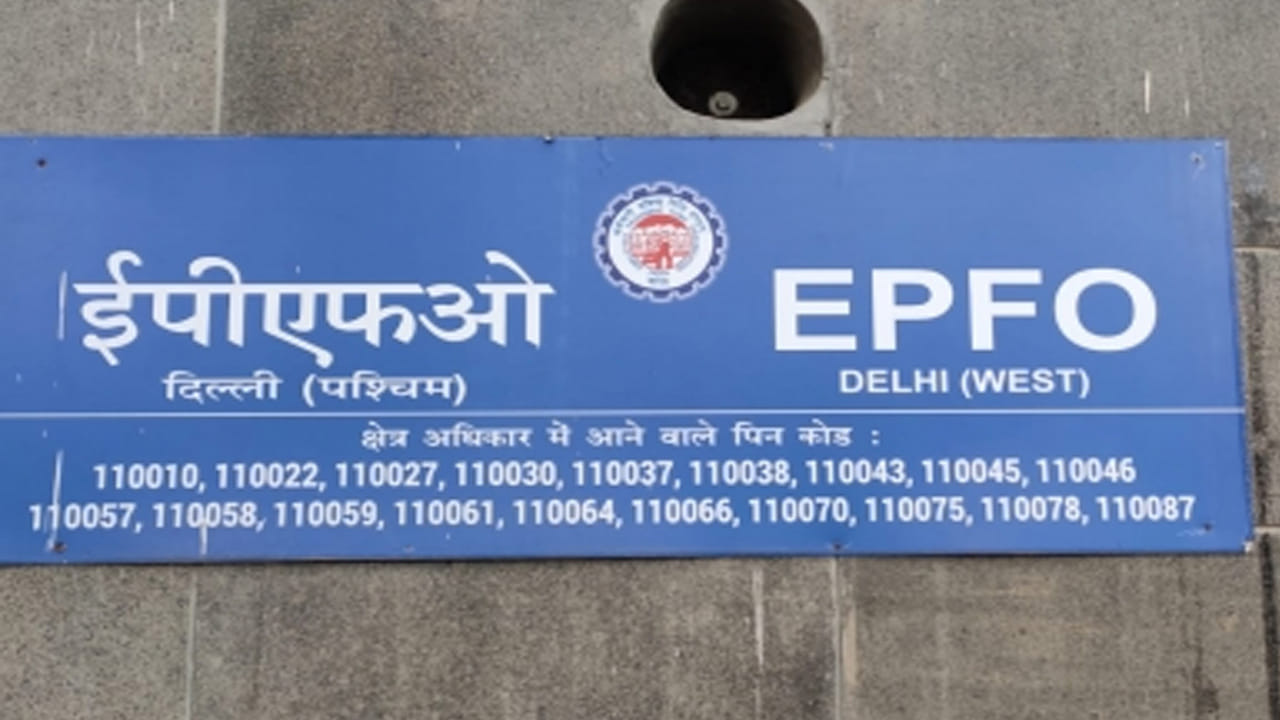 ईपीएफओ EPFO
दिल्ली (पश्चिम) DELHI (WEST)
क्षेत्र अधिकार में आने वाले पिन कोड :
110010, 110022, 110027, 110030, 110037, 110038, 110043, 110045, 110046
110057, 110058, 110059, 110061, 110064, 110066, 110070, 110075, 110078, 110087